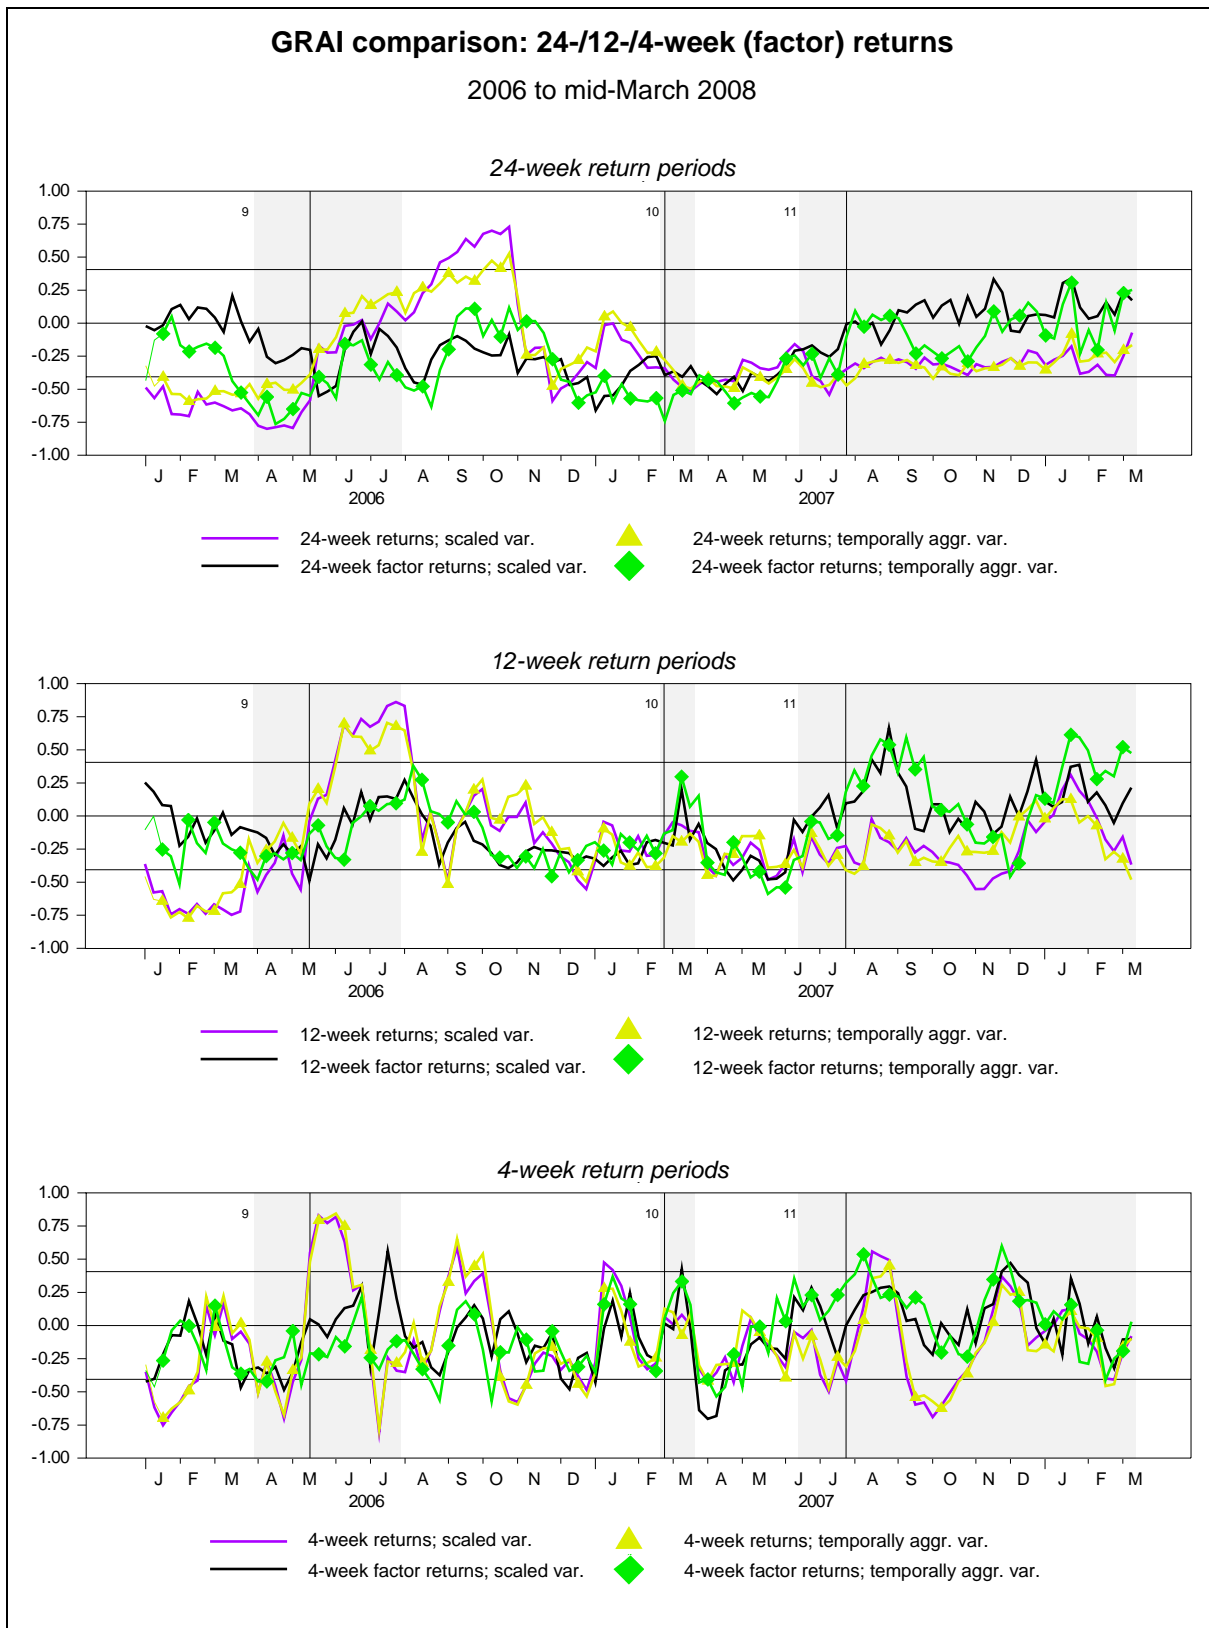 GRAI comparison: 24-/12-/4-week (factor) returns
2006 to mid-March 2008
24-week return periods
1.00
0.75
0.50
0.25
0.00
-0.25
-0.50
-0.75
-1.00
9 10 11
J F M A M J J A S O N D J F M A M J J A S O N D J F M
2006 2007
24-week returns; scaled var. 24-week returns; temporally aggr. var.
24-week factor returns; scaled var. 24-week factor returns; temporally aggr. var.
12-week return periods
1.00
0.75
0.50
0.25
0.00
-0.25
-0.50
-0.75
-1.00
9 10 11
J F M A M J J A S O N D J F M A M J J A S O N D J F M
2006 2007
12-week returns; scaled var. 12-week returns; temporally aggr. var.
12-week factor returns; scaled var. 12-week factor returns; temporally aggr. var.
4-week return periods
1.00
0.75
0.50
0.25
0.00
-0.25
-0.50
-0.75
-1.00
9 10 11
J F M A M J J A S O N D J F M A M J J A S O N D J F M
2006 2007
4-week returns; scaled var. 4-week returns; temporally aggr. var.
4-week factor returns; scaled var. 4-week factor returns; temporally aggr. var.